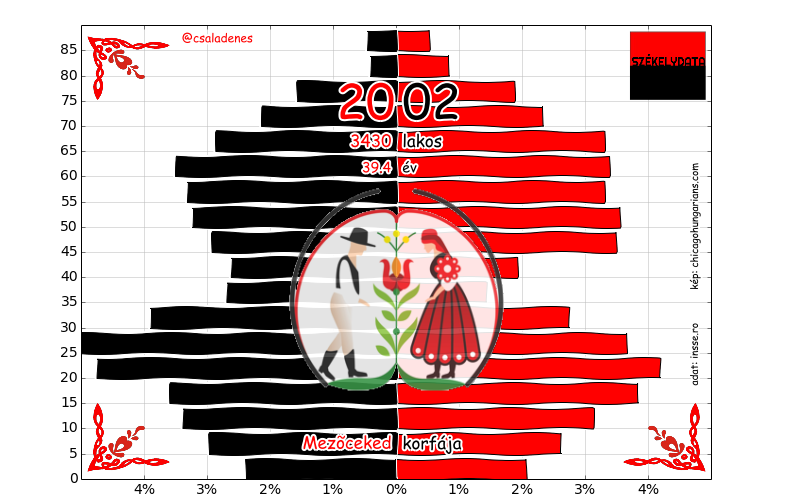 @csaladenes
SZÉKELYDATA
2002
3430 lakos
39.4 év
Mezőceked korfája
kép: chicagohungarians.com
adat: insse.ro
85
80
75
70
65
60
55
50
45
40
35
30
25
20
15
10
5
0
4% 3% 2% 1% 0% 1% 2% 3% 4%